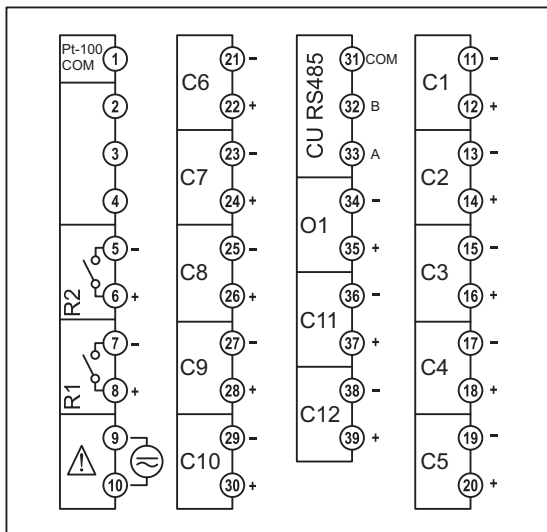 Pt-100
COM
1
2
3
4
5 -
6 +
R2
7 -
8 +
R1
9
10
21 -
C6
22 +
23 -
C7
24 +
25 -
C8
26 +
27 -
C9
28 +
29 -
C10
30 +
31 COM
32 B
33 A
CU RS485
34 -
O1
35 +
36 -
C11
37 +
38 -
C12
39 +
11 -
C1
12 +
13 -
C2
14 +
15 -
C3
16 +
17 -
C4
18 +
19 -
C5
20 +